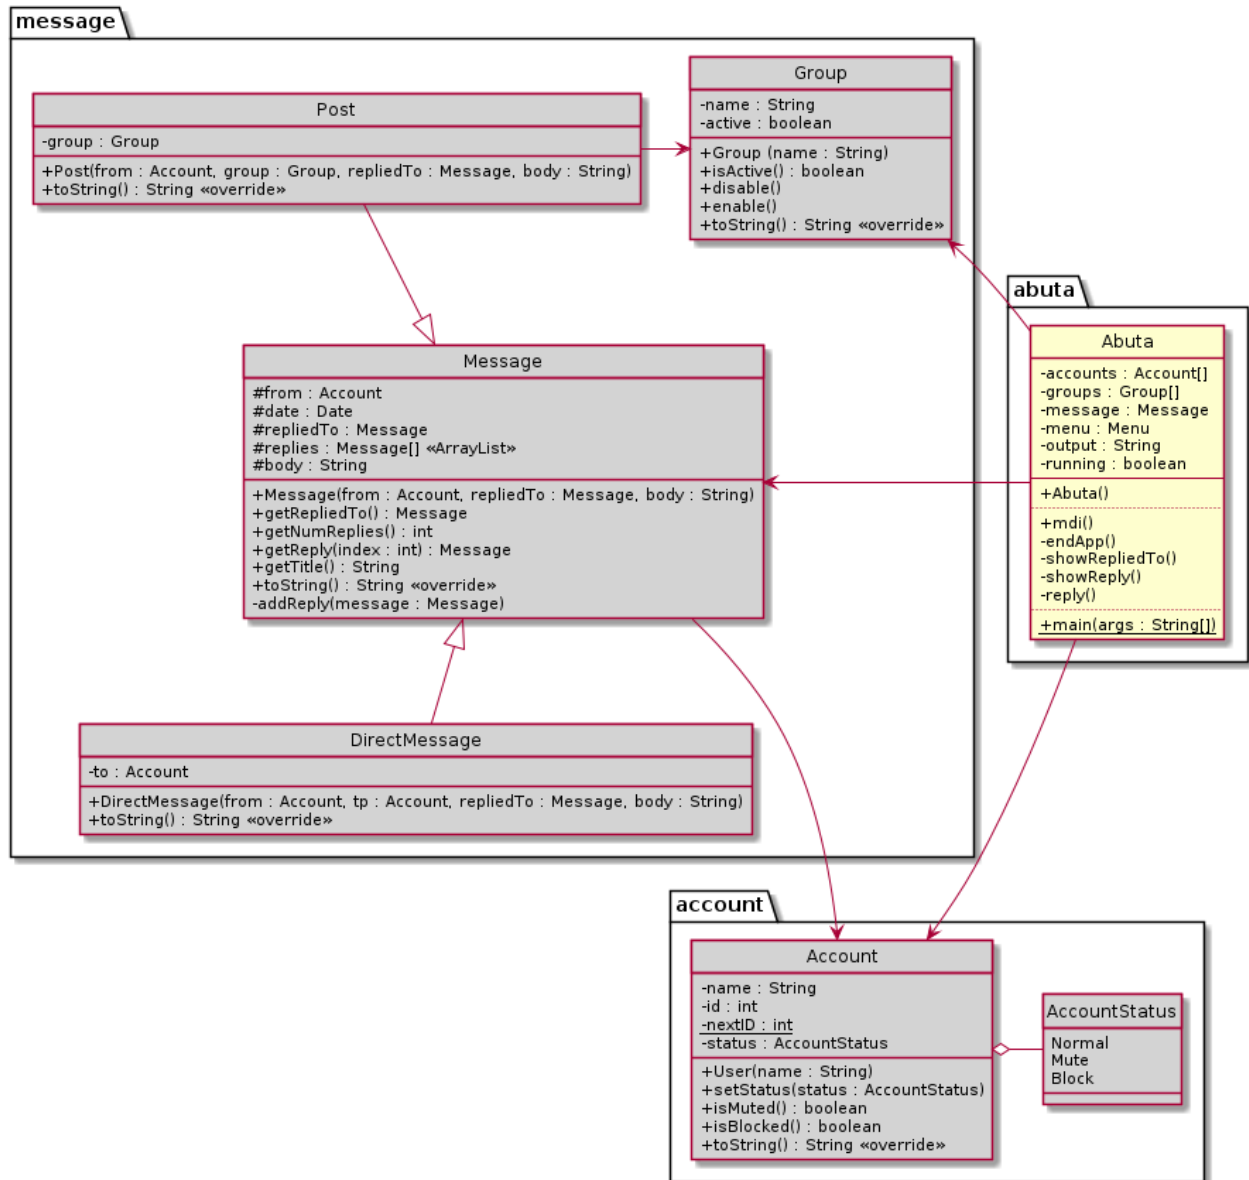 message
Post
-group : Group
+Post(from : Account, group : Group, repliedTo : Message, body : String)
+toString() : String «override»
Group
-name : String
-active : boolean
+Group (name : String)
+isActive() : boolean
+disable()
+enable()
+toString() : String «override»
Message
#from : Account
#date : Date
#repliedTo : Message
#replies : Message[] «ArrayList»
#body : String
+Message(from : Account, repliedTo : Message, body : String)
+getRepliedTo() : Message
+getNumReplies() : int
+getReply(index : int) : Message
+getTitle() : String
+toString() : String «override»
-addReply(message : Message)
DirectMessage
-to : Account
+DirectMessage(from : Account, tp : Account, repliedTo : Message, body : String)
+toString() : String «override»
abuta
Abuta
-accounts : Account[]
-groups : Group[]
-message : Message
-menu : Menu
-output : String
-running : boolean
+Abuta()
+mdi()
-endApp()
-showRepliedTo()
-showReply()
-reply()
+main(args : String[])
account
Account
-name : String
-id : int
-nextID : int
-status : AccountStatus
+User(name : String)
+setStatus(status : AccountStatus)
+isMuted() : boolean
+isBlocked() : boolean
+toString() : String «override»
AccountStatus
Normal
Mute
Block